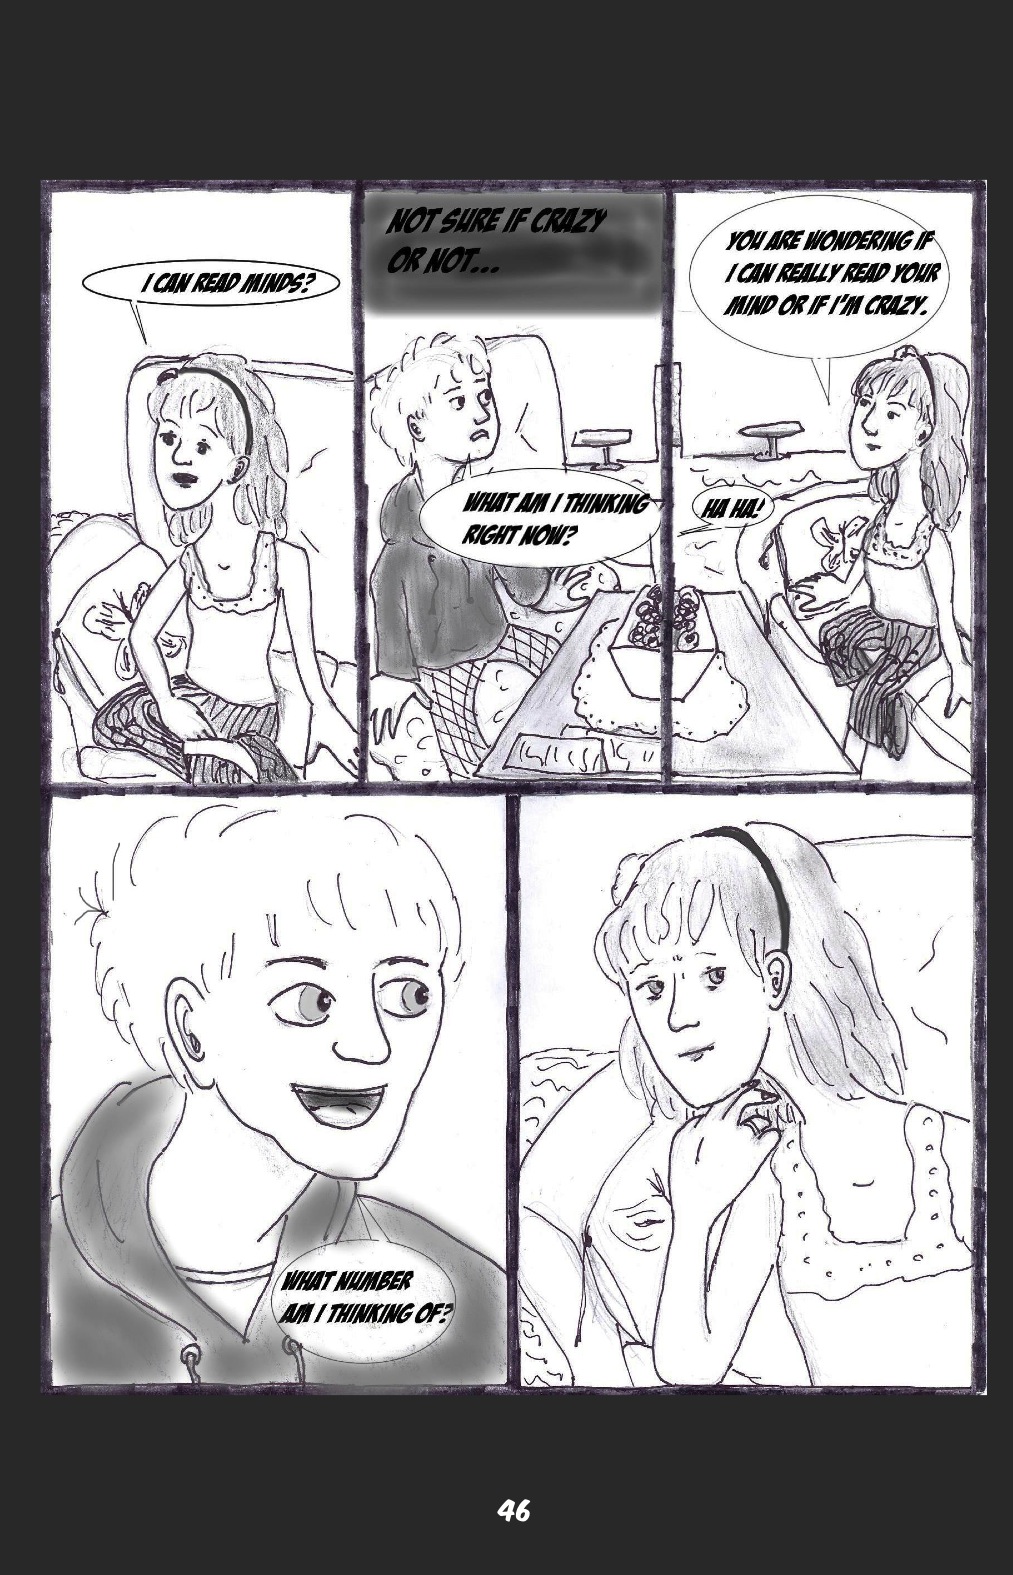 I CAN READ MINDS?
NOT SURE IF CRAZY
OR NOT...
WHAT AM I THINKING
RIGHT NOW?
YOU ARE WONDERING IF
I CAN REALLY READ YOUR
MIND OR IF I'M CRAZY.
HA HA!
WHAT NUMBER
AM I THINKING OF?
46